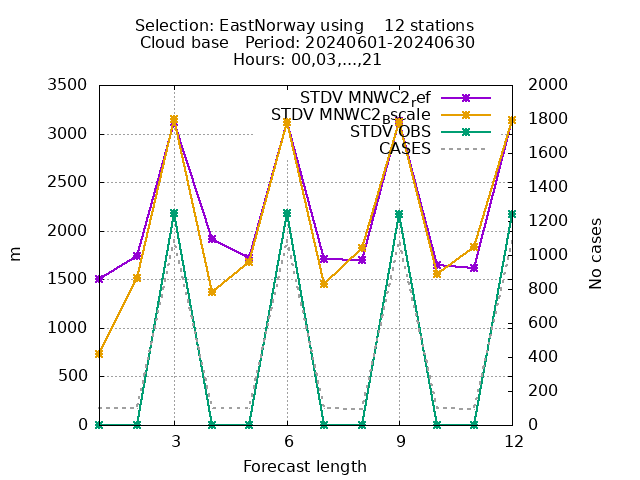 Selection: EastNorway using    12 stations
Cloud base   Period: 20240601-20240630
Hours: 00,03,...,21
3500
3000
2500
2000
1500
1000
500
0
m
2000
1800
1600
1400
1200
1000
800
600
400
200
0
No cases
STDV MNWC2_ref
STDV MNWC2_Bscale
STDV OBS
CASES
3
6
9
12
Forecast length